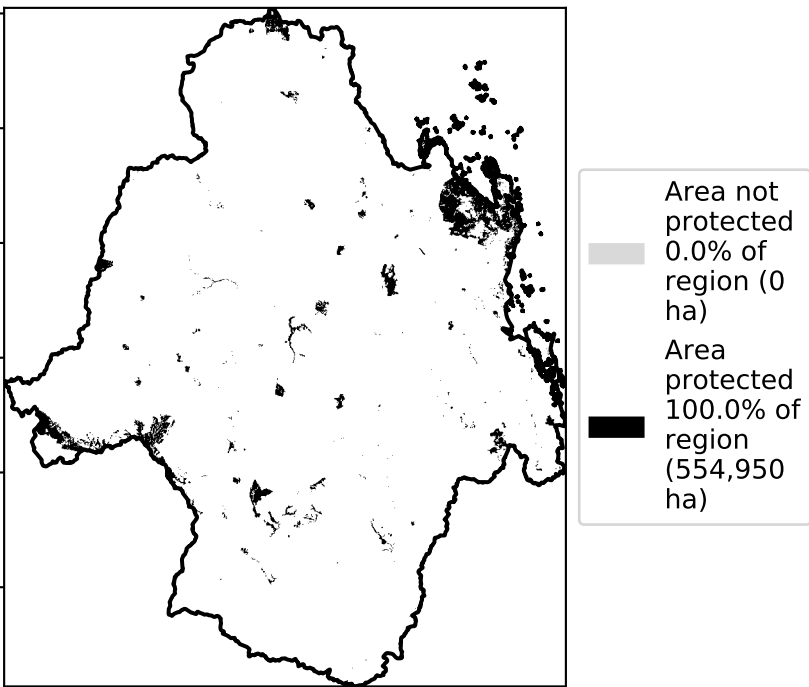 Area not
protected
0.0% of
region (0
ha)
Area
protected
100.0% of
region
(554,950
ha)